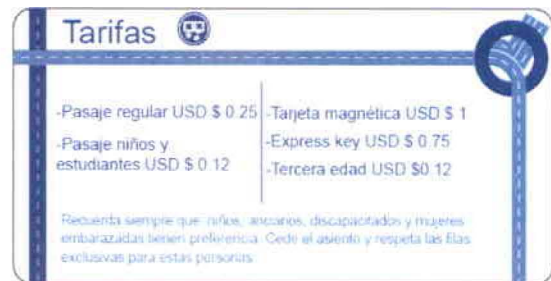 Tarifas
-Pasaje regular USD $ 0.25
-Pasaje niños y
estudiantes USD $ 0.12
-Tarjeta magnética USD $ 1
-Express key USD $ 0.75
-Tercera edad USD $0.12
Recuerda siempre que: niños, ancianos, discapacitados y mujeres
embarazadas tienen preferencia. Cede el asiento y respeta las filas
exclusivas para estas personas.